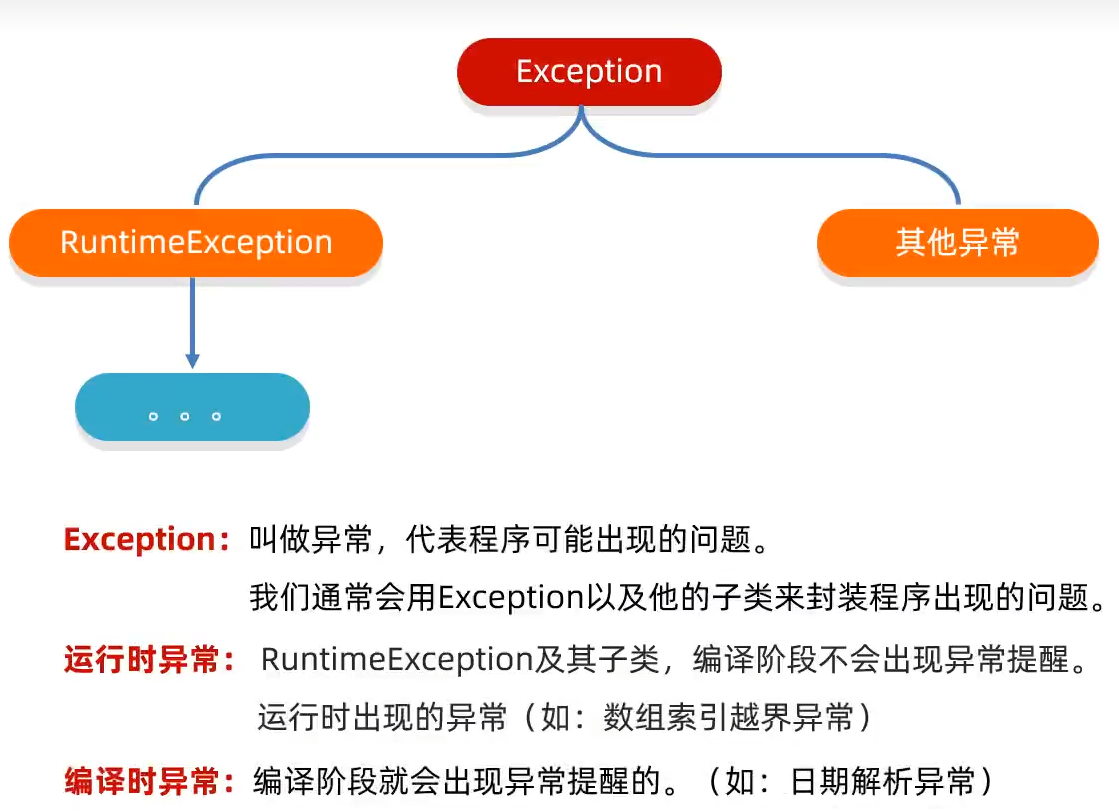 Exception
RuntimeException
其他异常
。。。
Exception：叫做异常，代表程序可能出现的问题。
我们通常会用Exception以及他的子类来封装程序出现的问题。
运行时异常：RuntimeException及其子类，编译阶段不会出现异常提醒。
运行时出现的异常（如：数组索引越界异常）
编译时异常：编译阶段就会出现异常提醒的。（如：日期解析异常）